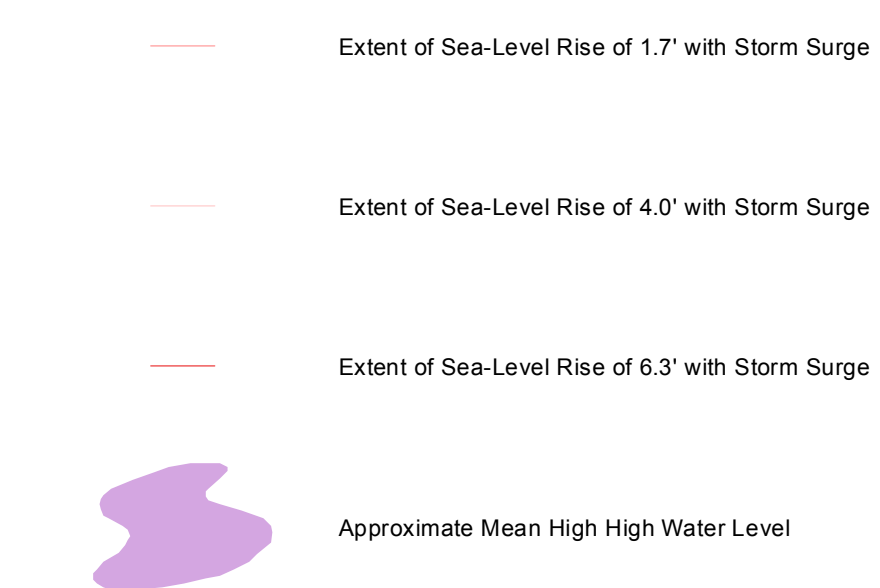 Extent of Sea-Level Rise of 1.7' with Storm Surge
Extent of Sea-Level Rise of 4.0' with Storm Surge
Extent of Sea-Level Rise of 6.3' with Storm Surge
Approximate Mean High High Water Level